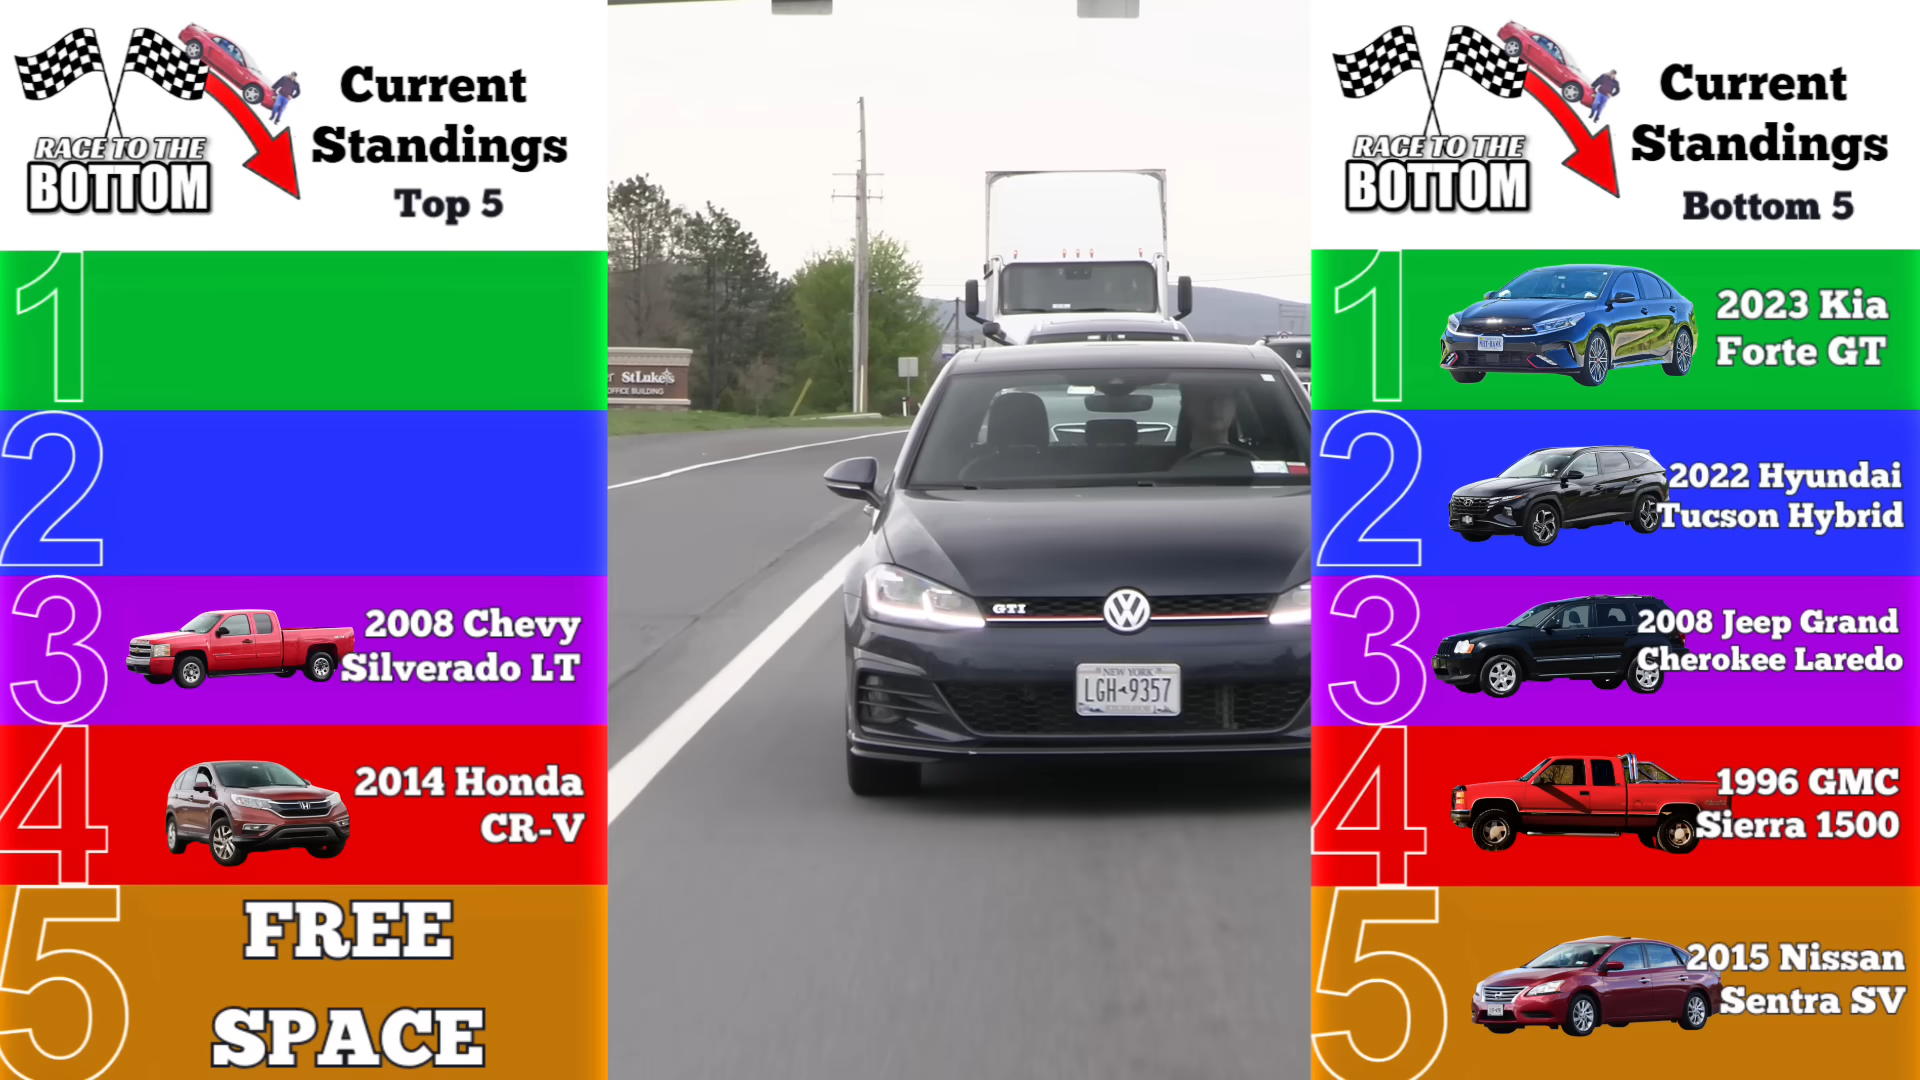 RACE TO THE
BOTTOM
Current
Standings
Top 5
1
2
3
2008 Chevy
Silverado LT
4
2014 Honda
CR-V
5
FREE
SPACE
StLuke's
OFFICE BUILDING
GTI
NEW YORK
LGH 9357
RACE TO THE
BOTTOM
Current
Standings
Bottom 5
1
2023 Kia
Forte GT
2
2022 Hyundai
Tucson Hybrid
3
2008 Jeep Grand
Cherokee Laredo
4
1996 GMC
Sierra 1500
5
2015 Nissan
Sentra SV